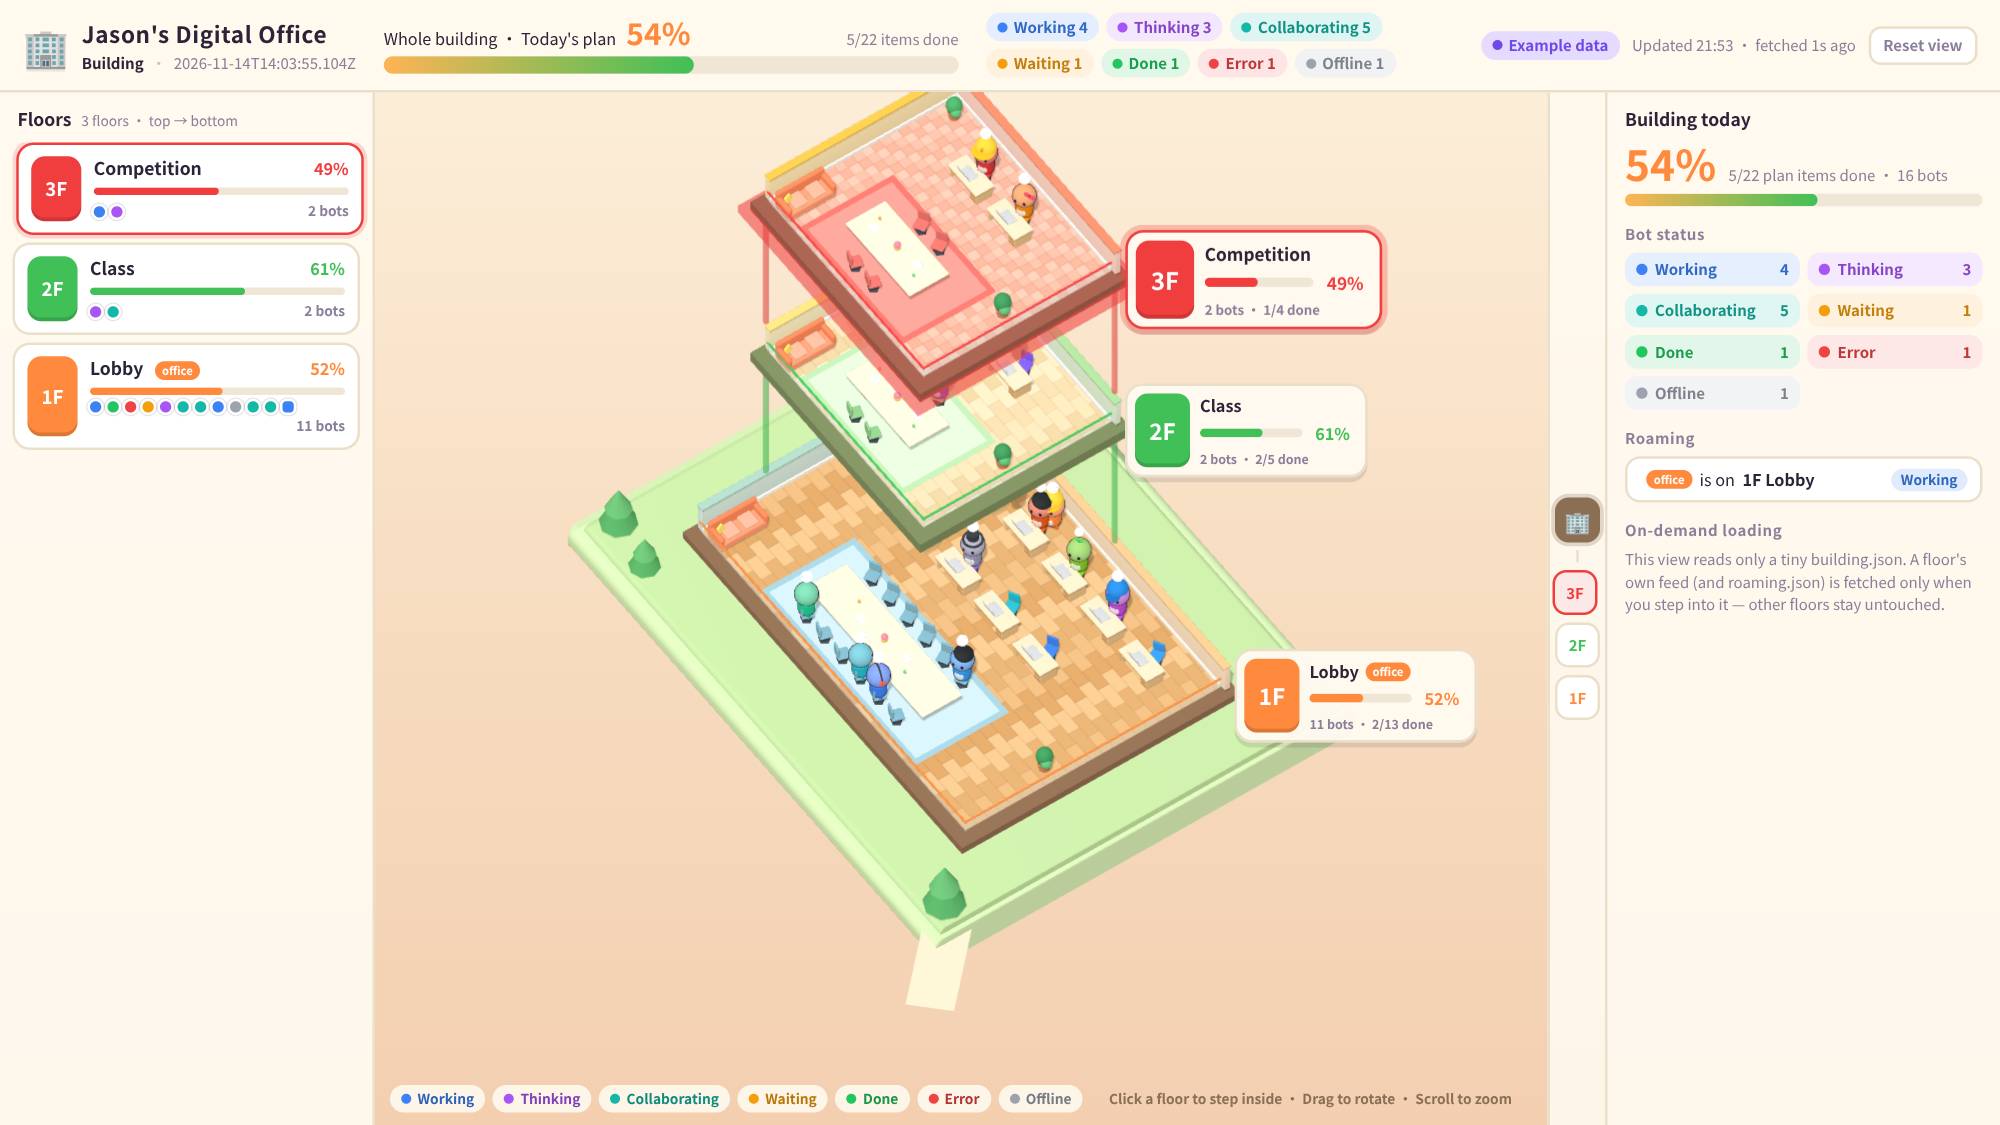 Jason's Digital Office
Building • 2026-11-14T14:03:55.104Z
Whole building • Today's plan 54%
5/22 items done
Working 4
Thinking 3
Collaborating 5
Waiting 1
Done 1
Error 1
Offline 1
Example data
Updated 21:53 • fetched 1s ago
Reset view
Floors 3 floors • top → bottom
3F
Competition
49%
2 bots
2F
Class
61%
2 bots
1F
Lobby office
52%
11 bots
3F
Competition
49%
2 bots • 1/4 done
2F
Class
61%
2 bots • 2/5 done
1F
Lobby office
52%
11 bots • 2/13 done
Working
Thinking
Collaborating
Waiting
Done
Error
Offline
Click a floor to step inside • Drag to rotate • Scroll to zoom
3F
2F
1F
Building today
54% 5/22 plan items done • 16 bots
Bot status
Working 4
Thinking 3
Collaborating 5
Waiting 1
Done 1
Error 1
Offline 1
Roaming
office is on 1F Lobby Working
On-demand loading
This view reads only a tiny building.json. A floor's
own feed (and roaming.json) is fetched only when
you step into it — other floors stay untouched.